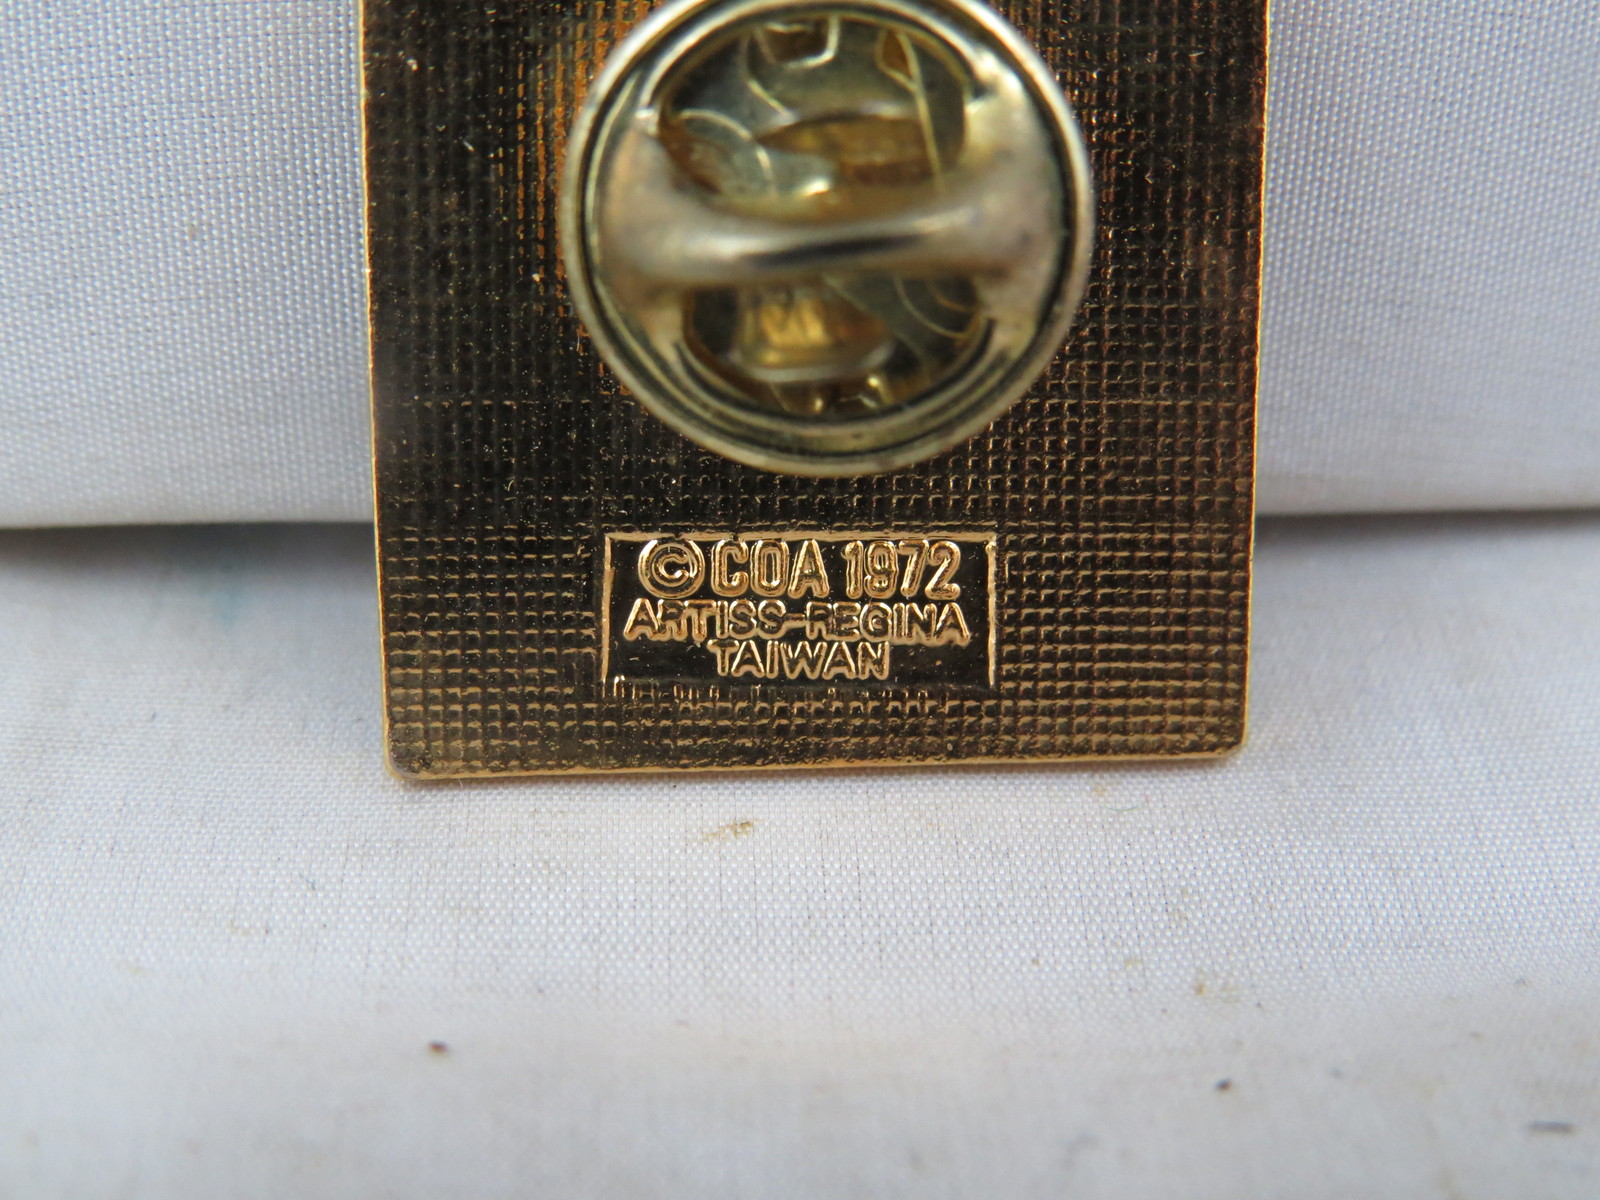 © COA 1972
ARTISS-REGINA
TAIWAN